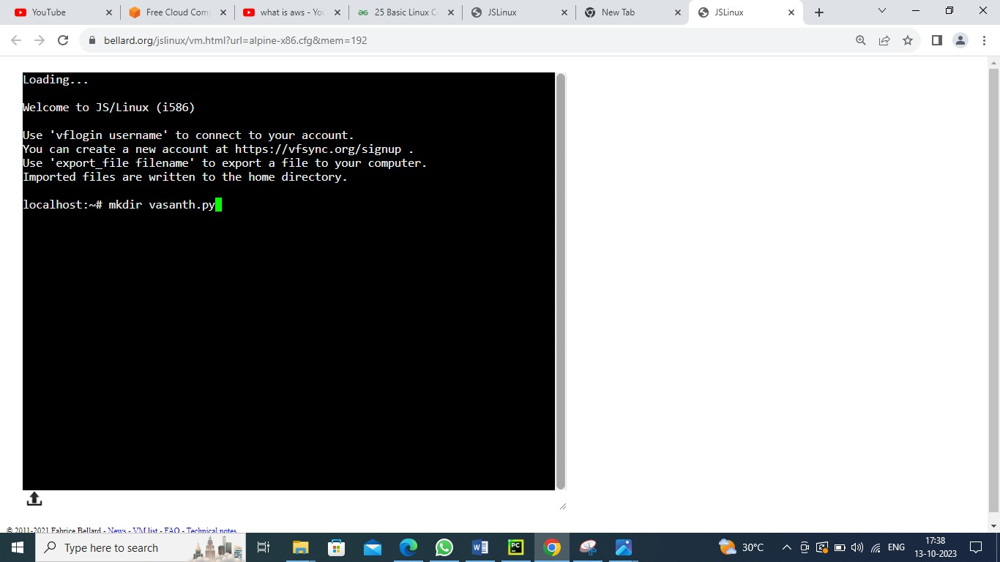 YouTube
Free Cloud Com
what is aws - You
25 Basic Linux C
JSLinux
New Tab
JSLinux
bellard.org/jslinux/vm.html?url=alpine-x86.cfg&mem=192
Loading...
Welcome to JS/Linux (i586)
Use 'vflogin username' to connect to your account.
You can create a new account at https://vfsync.org/signup .
Use 'export_file filename' to export a file to your computer.
Imported files are written to the home directory.
localhost:~# mkdir vasanth.py
© 2011-2021 Fabrice Bellard - News - VM list - FAQ - Technical notes
Type here to search
PC
30°C
ENG
17:38
13-10-2023